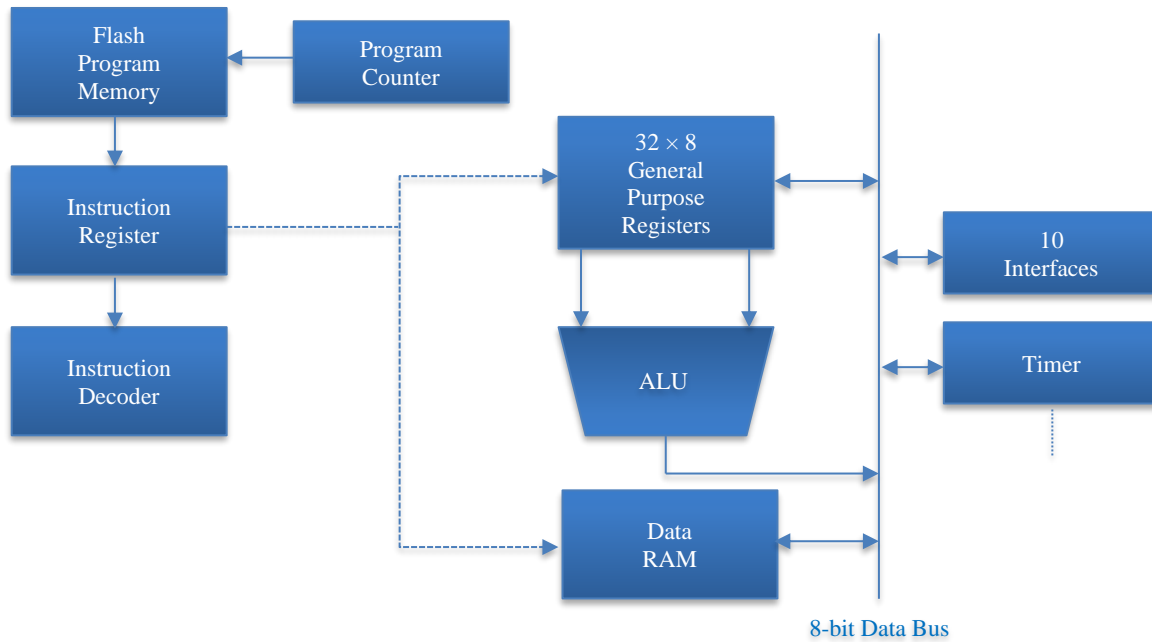 Flash
Program
Memory
Program
Counter
Instruction
Register
Instruction
Decoder
32 × 8
General
Purpose
Registers
ALU
Data
RAM
10
Interfaces
Timer
8-bit Data Bus